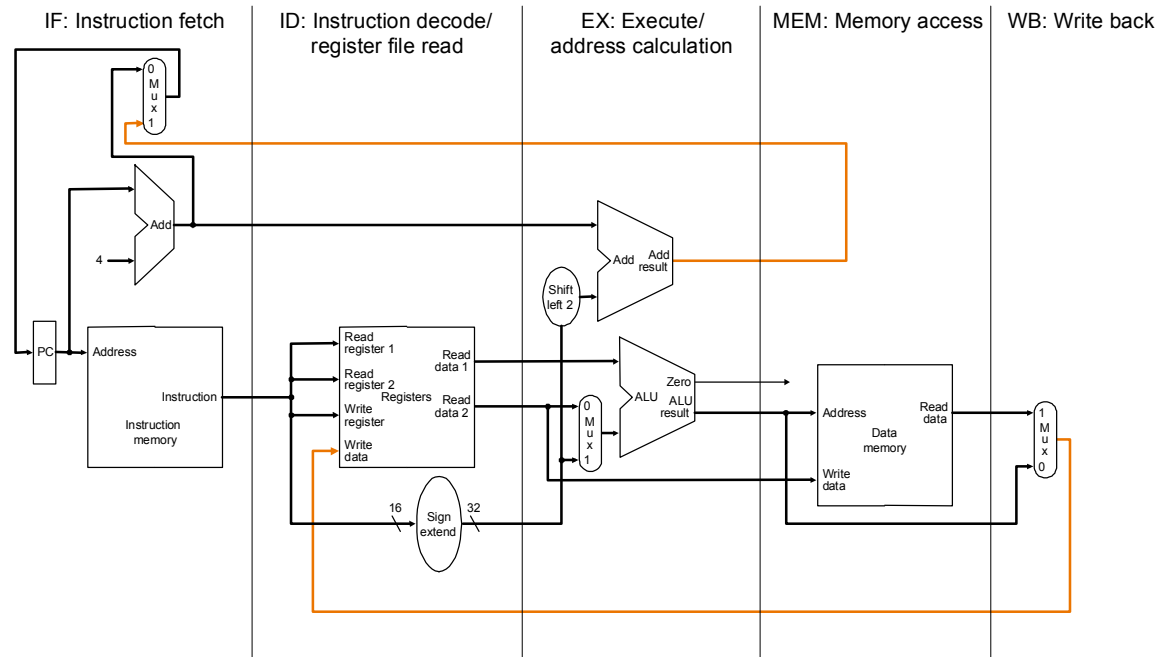 IF: Instruction fetch
ID: Instruction decode/
register file read
EX: Execute/
address calculation
MEM: Memory access
WB: Write back
0
M
u
x
1
Add
4
PC
Address
Instruction
Instruction
memory
Read
register 1
Read
register 2
Write
register
Write
data
Registers
Read
data 1
Read
data 2
16
Sign
extend
32
Shift
left 2
Add
Add
result
0
M
u
x
1
ALU
Zero
ALU
result
Address
Write
data
Data
memory
Read
data
1
M
u
x
0